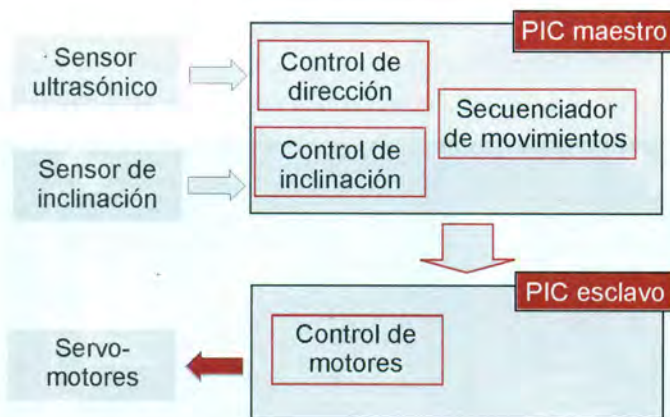 PIC maestro
Sensor
ultrasónico
Control de
dirección
Secuenciador
de movimientos
Sensor de
inclinación
Control de
inclinación
PIC esclavo
Servo-
motores
Control de
motores